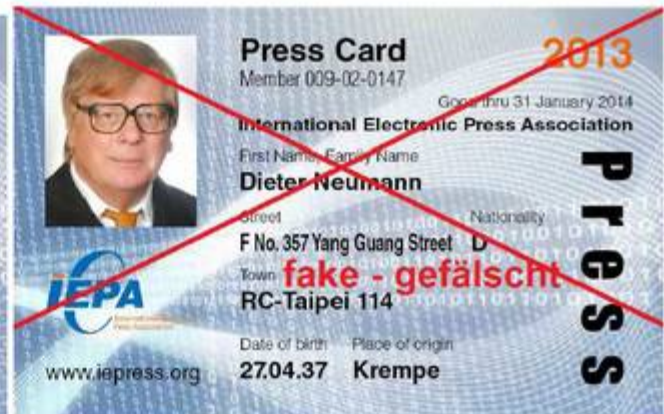 Press Card
2013
Member 009-02-0147
Good thru 31 January 2014
International Electronic Press Association
First Name, Family Name
Dieter Neumann
Street
Nationality
F No. 357 Yang Guang Street D
Town
fake - gefälscht
RC-Taipei 114
iEPA
Date of birth Place of origin
www.iepress.org
27.04.37 Krempe
Press